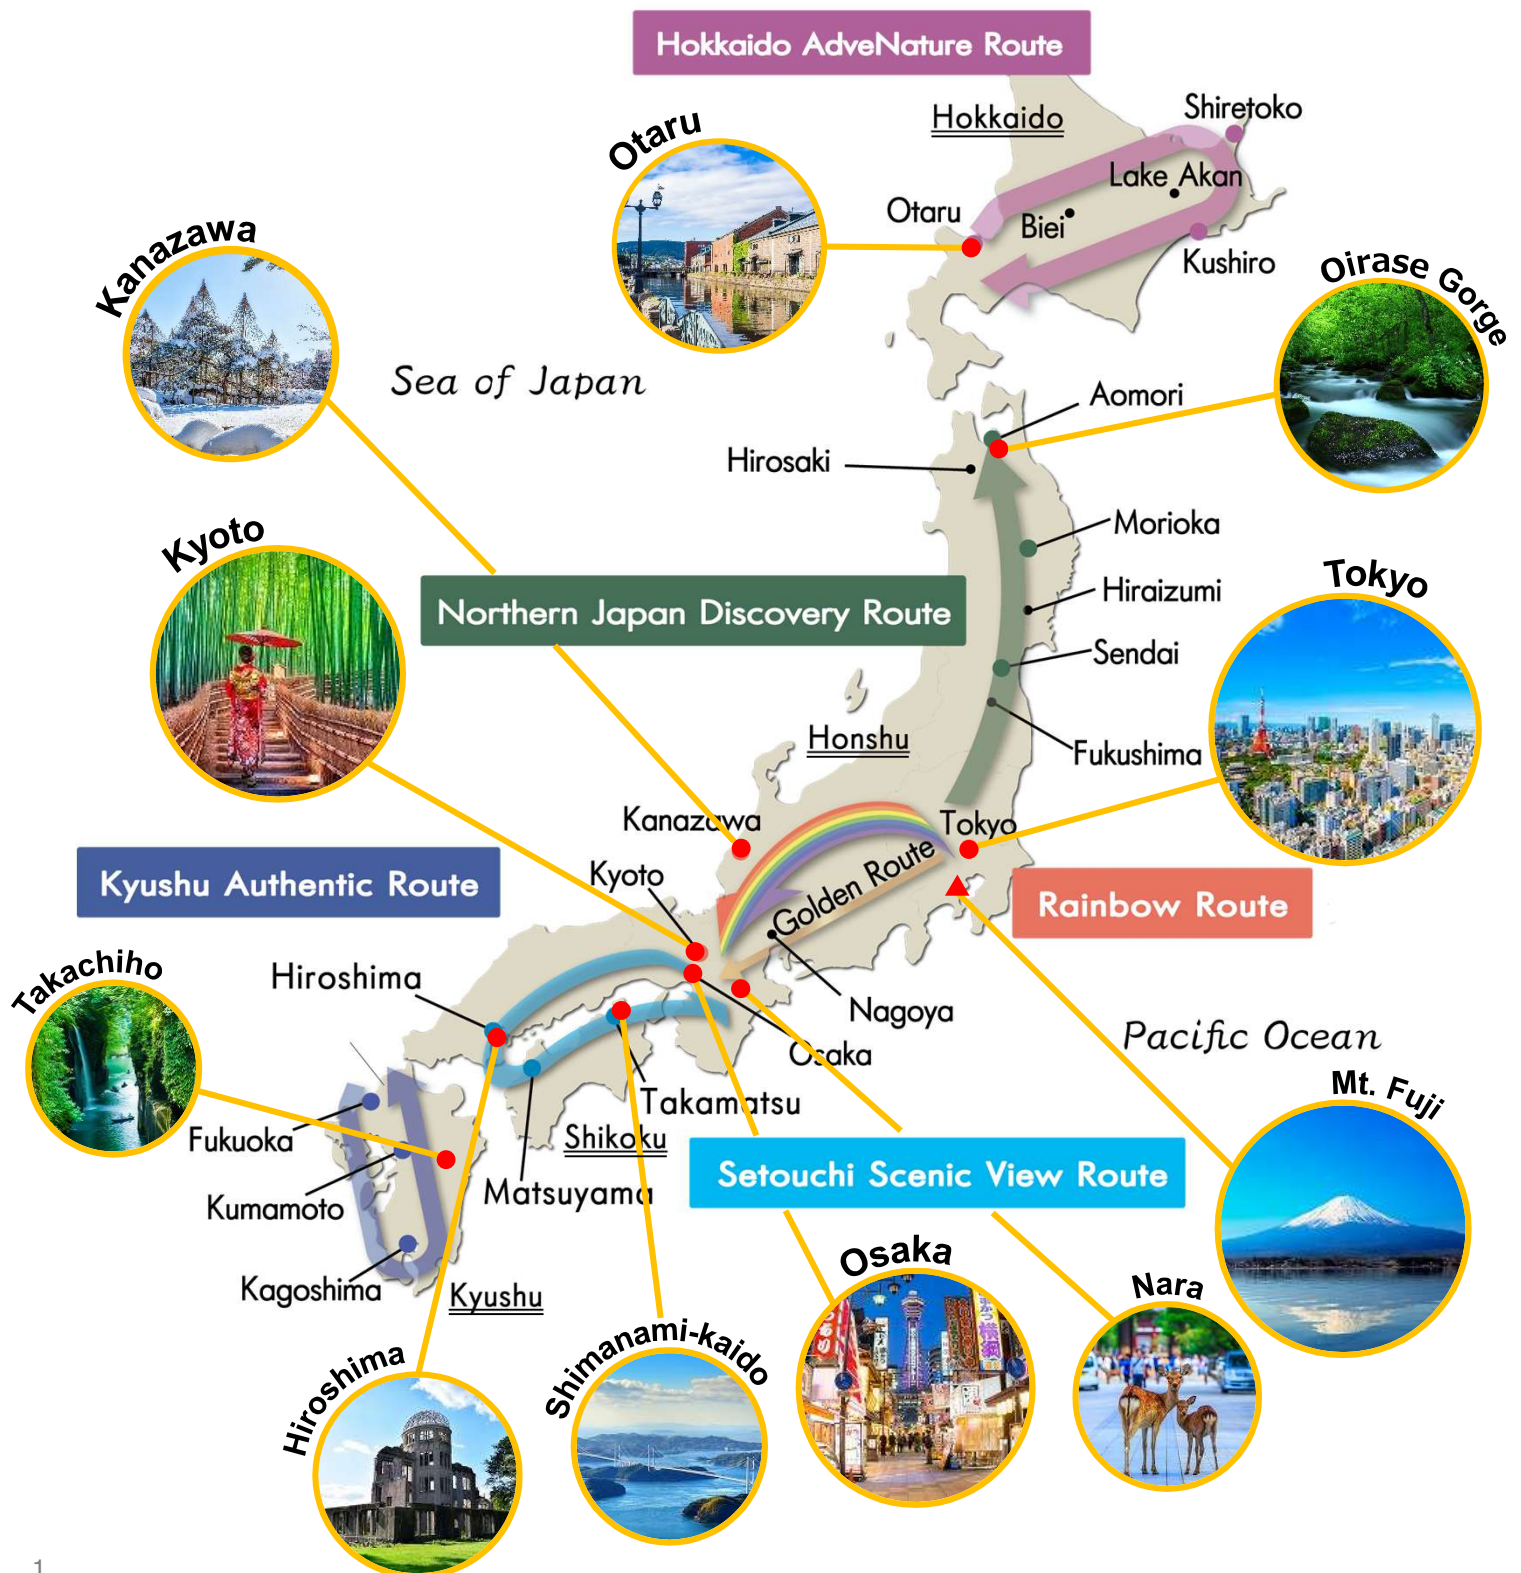 Hokkaido AdveNature Route
Hokkaido
Shiretoko
Otaru
Lake Akan
Otaru
Biei
Kushiro
Kanazawa
Oirase Gorge
Sea of Japan
Aomori
Hirosaki
Kyoto
Morioka
Tokyo
Northern Japan Discovery Route
Hiraizumi
Sendai
Honshu
Fukushima
Kanazawa
Tokyo
Kyoto
Golden Route
Kyushu Authentic Route
Rainbow Route
Takachiho
Hiroshima
Nagoya
Pacific Ocean
Osaka
Mt. Fuji
Takamatsu
Fukuoka
Shikoku
Setouchi Scenic View Route
Matsuyama
Kumamoto
Osaka
Kagoshima
Kyushu
Nara
Hiroshima
Shimanami-kaido
1